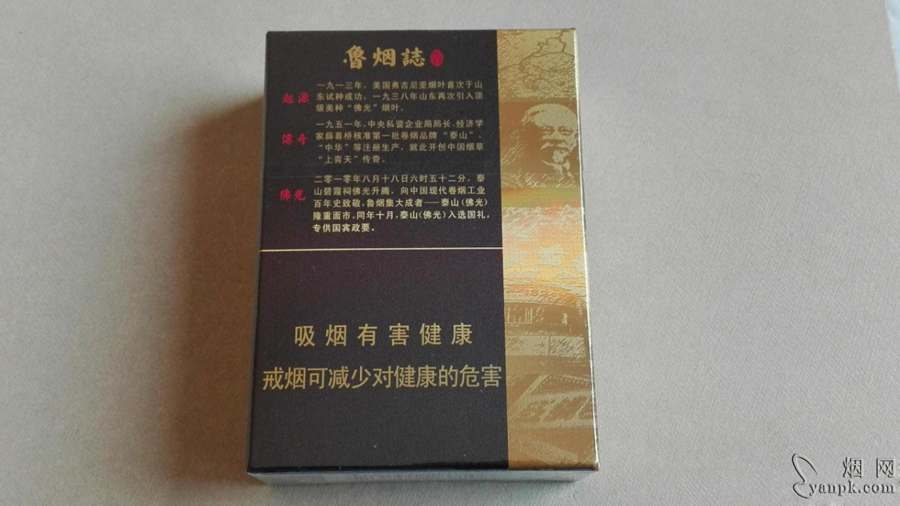 魯烟誌
起源
一九一三年，美国弗吉尼亚烟叶首次于山
东试种成功，一九三八年山东再次引入顶
级美种“佛光”烟叶。
传奇
一九五一年，中央私营企业局局长、经济学
家薛暮桥核准第一批卷烟品牌“泰山”、
“中华”等注册生产，就此开创中国烟草
“上青天”传奇。
佛光
二零一零年八月十八日六时五十二分，泰
山碧霞祠佛光升腾，向中国现代卷烟工业
百年史致敬，鲁烟集大成者——泰山(佛光)
隆重面市，同年十月，泰山(佛光)入选国礼，
专供国宾政要。
吸烟有害健康
戒烟可减少对健康的危害
烟网
yanpk.com